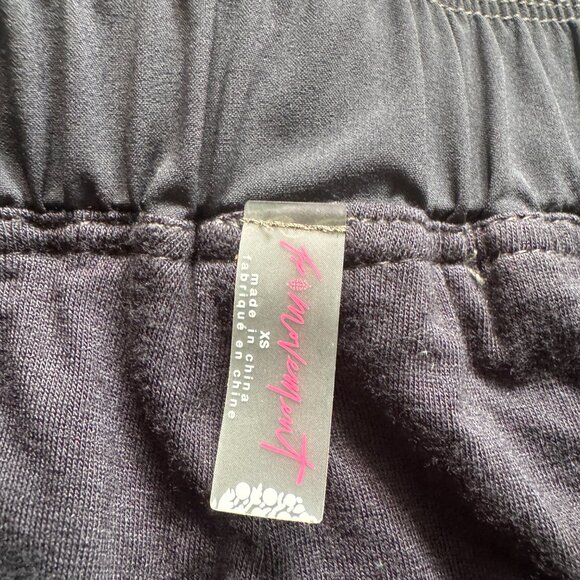 fp movement
XS
made in china
fabriqué en chine